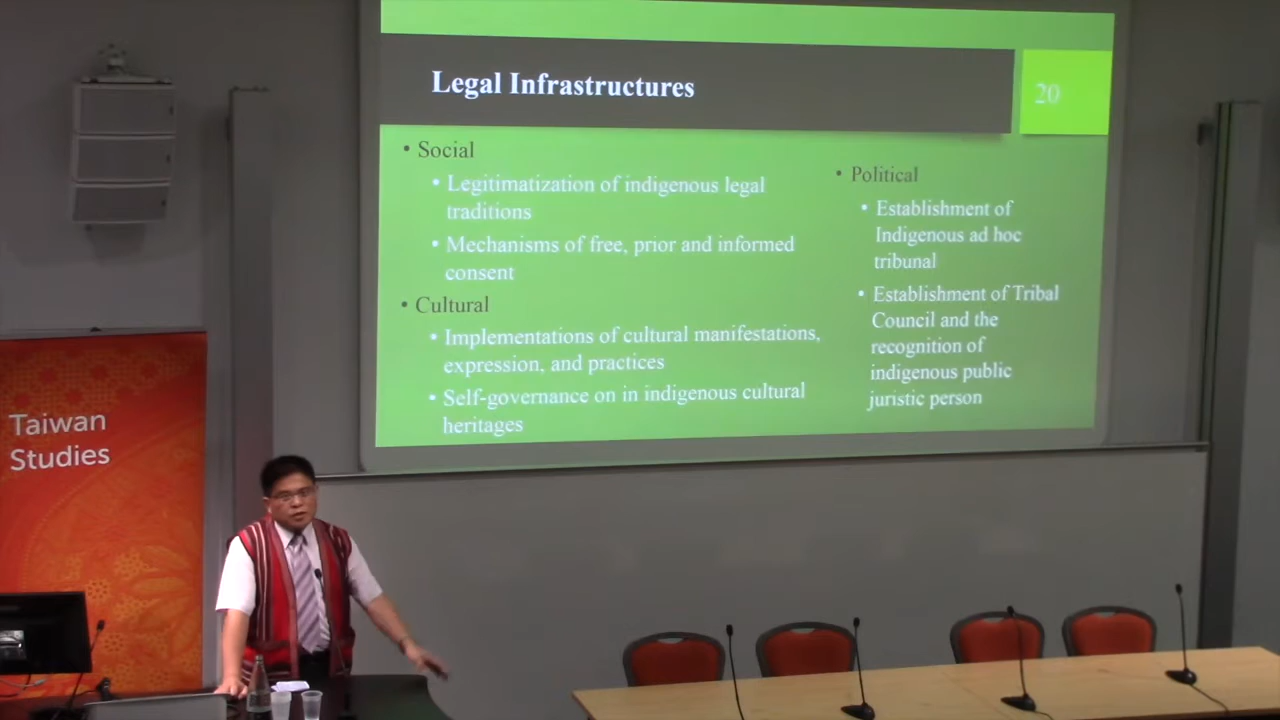 Legal Infrastructures
20
• Social
• Legitimatization of indigenous legal
traditions
• Mechanisms of free, prior and informed
consent
• Cultural
• Implementations of cultural manifestations,
expression, and practices
• Self-governance on in indigenous cultural
heritages
• Political
• Establishment of
Indigenous ad hoc
tribunal
• Establishment of Tribal
Council and the
recognition of
indigenous public
juristic person
Taiwan
Studies